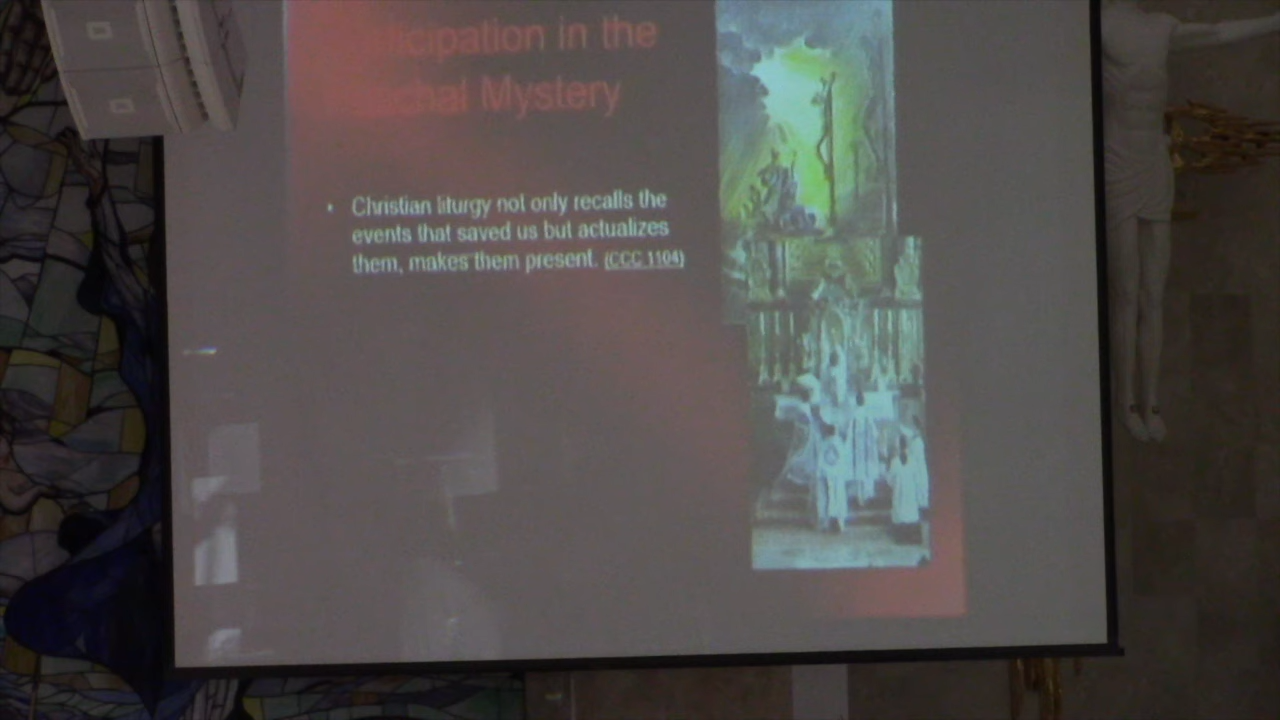 Participation in the
Paschal Mystery
• Christian liturgy not only recalls the
events that saved us but actualizes
them, makes them present. (CCC 1104)